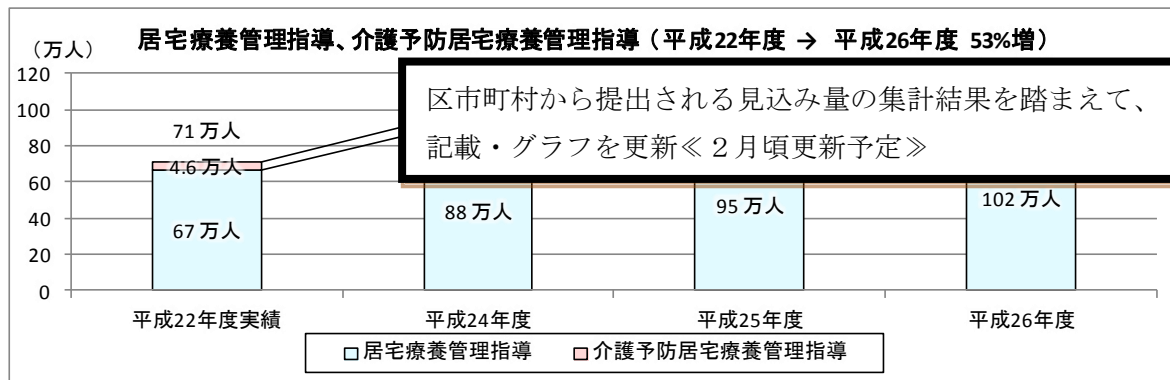 居宅療養管理指導、介護予防居宅療養管理指導（平成22年度 → 平成26年度 53%増）
（万人）
120
100
80
60
40
20
0
区市町村から提出される見込み量の集計結果を踏まえて、
記載・グラフを更新≪２月頃更新予定≫
71 万人
4.6 万人
67 万人
88 万人
95 万人
102 万人
平成22年度実績
平成24年度
平成25年度
平成26年度
居宅療養管理指導
介護予防居宅療養管理指導